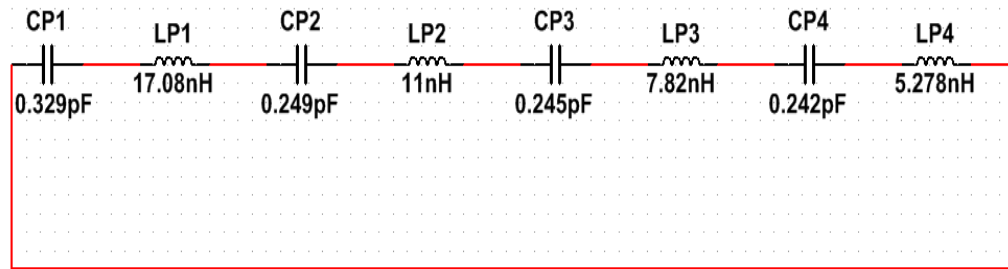 CP1
LP1
CP2
LP2
CP3
LP3
CP4
LP4
0.329pF
17.08nH
0.249pF
11nH
0.245pF
7.82nH
0.242pF
5.278nH